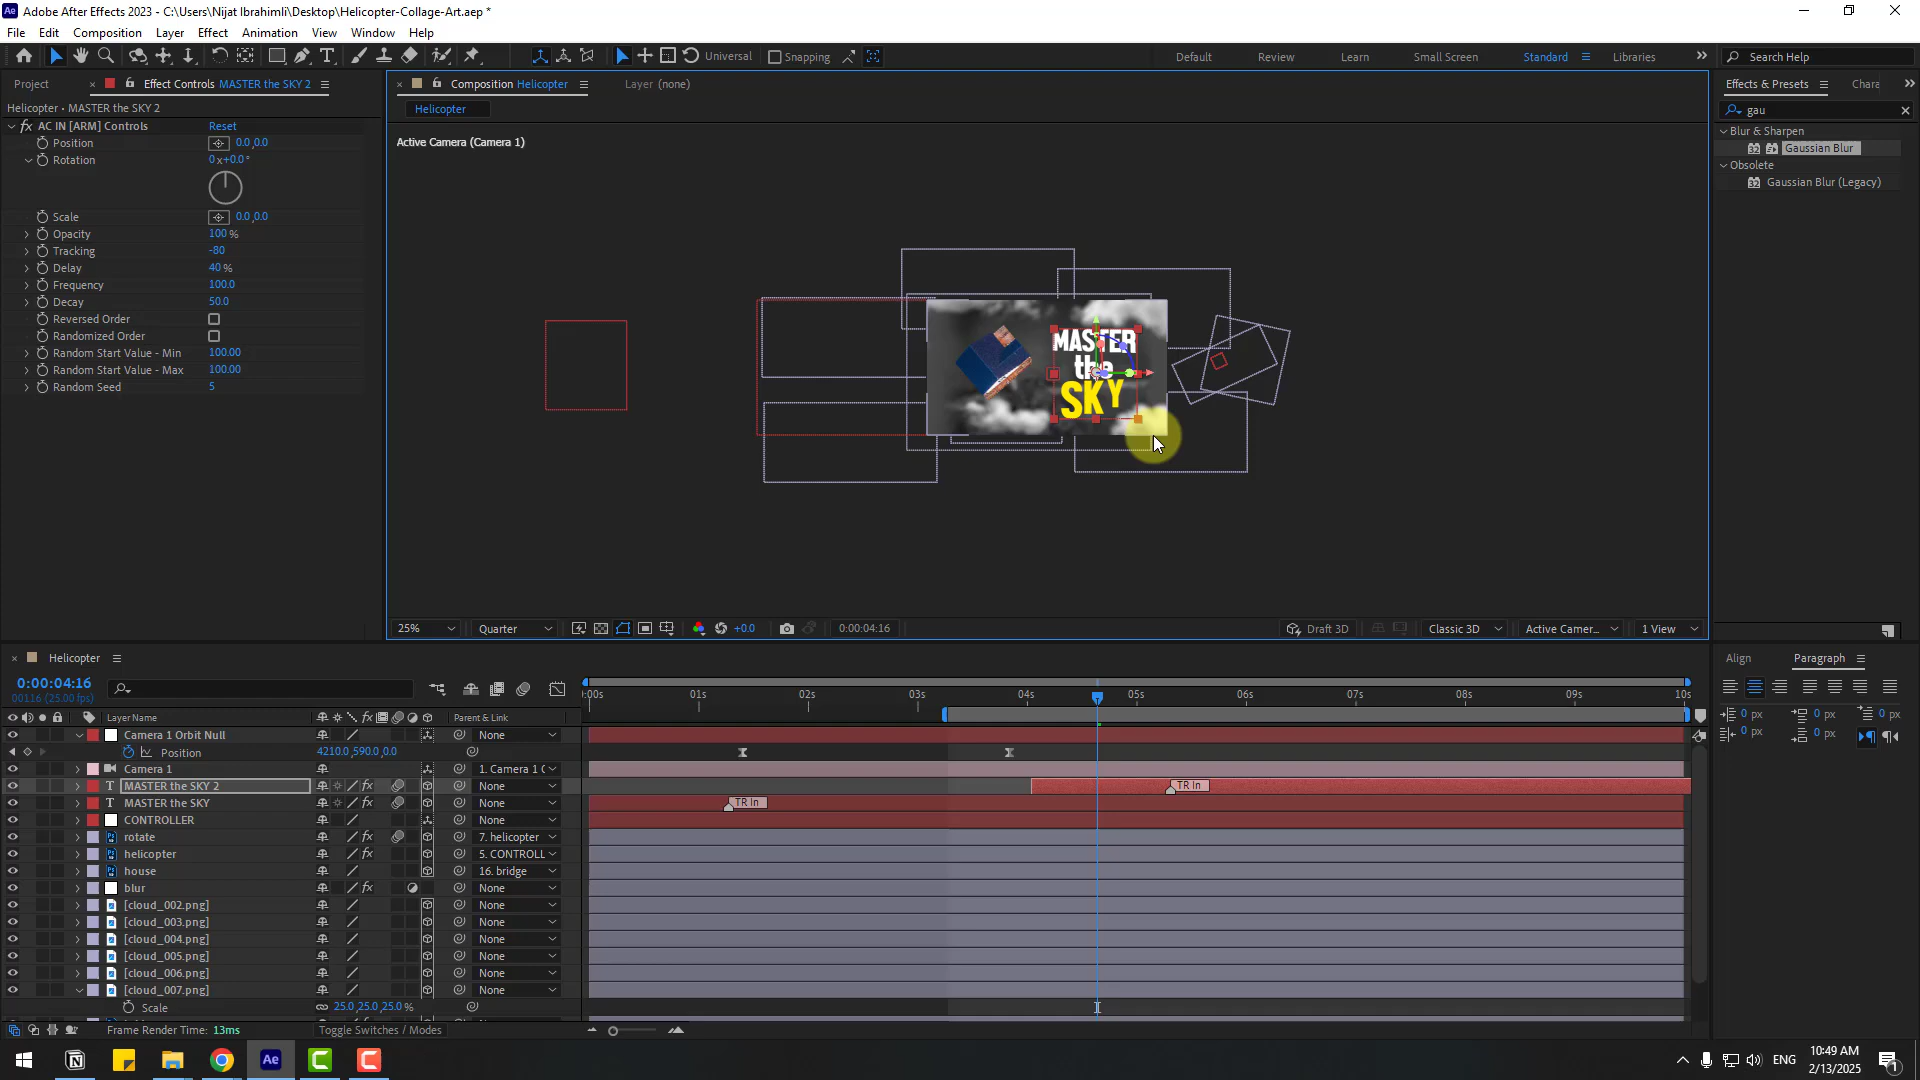 Adobe After Effects 2023 - C:\Users\Nijat Ibrahimli\Desktop\Helicopter-Collage-Art.aep *
File Edit Composition Layer Effect Animation View Window Help
Universal Snapping Default Review Learn Small Screen Standard Libraries Search Help
Project Effect Controls MASTER the SKY 2
Composition Helicopter Layer (none)
Effects & Presets Chara
Helicopter • MASTER the SKY 2
Helicopter
gau
AC IN [ARM] Controls Reset
Position 0.0,0.0
Rotation 0x+0.0°
Scale 0.0,0.0
Opacity 100 %
Tracking -80
Delay 40 %
Frequency 100.0
Decay 50.0
Reversed Order
Randomized Order
Random Start Value - Min 100.00
Random Start Value - Max 100.00
Random Seed 5
Active Camera (Camera 1)
MASTER
the
SKY
Blur & Sharpen
Gaussian Blur
Obsolete
Gaussian Blur (Legacy)
25% Quarter +0.0 0:00:04:16 Draft 3D Classic 3D Active Camer... 1 View
Helicopter
0:00:04:16
00116 (25.00 fps)
:00s 01s 02s 03s 04s 05s 06s 07s 08s 09s 10s
Layer Name Parent & Link
Camera 1 Orbit Null None
Position 4210.0,590.0,0.0
Camera 1 1. Camera 1 C
MASTER the SKY 2 None TR In
MASTER the SKY None TR In
CONTROLLER None
rotate 7. helicopter
helicopter 5. CONTROLL
house 16. bridge
blur None
[cloud_002.png] None
[cloud_003.png] None
[cloud_004.png] None
[cloud_005.png] None
[cloud_006.png] None
[cloud_007.png] None
Scale 25.0,25.0,25.0 %
Frame Render Time: 13ms Toggle Switches / Modes
Align Paragraph
0 px 0 px 0 px
0 px 0 px
ENG
10:49 AM
2/13/2025
1